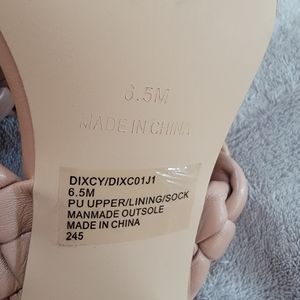 6.5M
MADE IN CHINA
DIXCY/DIXC01J1
6.5M
PU UPPER/LINING/SOCK
MANMADE OUTSOLE
MADE IN CHINA
245